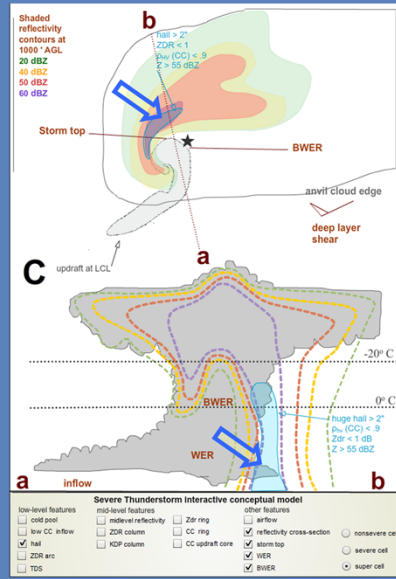 Shaded
reflectivity
contours at
1000 ' AGL
20 dBZ
40 dBZ
50 dBZ
60 dBZ
b
hail > 2"
ZDR < 1
ρHV (CC) < .9
Z > 55 dBZ
Storm top
BWER
anvil cloud edge
deep layer
shear
updraft at LCL
a
C
-20° C
BWER
0° C
huge hail > 2"
ρhv (CC) < .9
Zdr < 1 dB
Z > 55 dBZ
WER
a
inflow
b
Severe Thunderstorm Interactive conceptual model
low-level features
cold pool
low CC inflow
hail
ZDR arc
TDS
mid-level features
midlevel reflectivity
ZDR column
KDP column
Zdr ring
CC ring
CC updraft core
other features
airflow
reflectivity cross-section
storm top
WER
BWER
nonsevere cell
severe cell
super cell